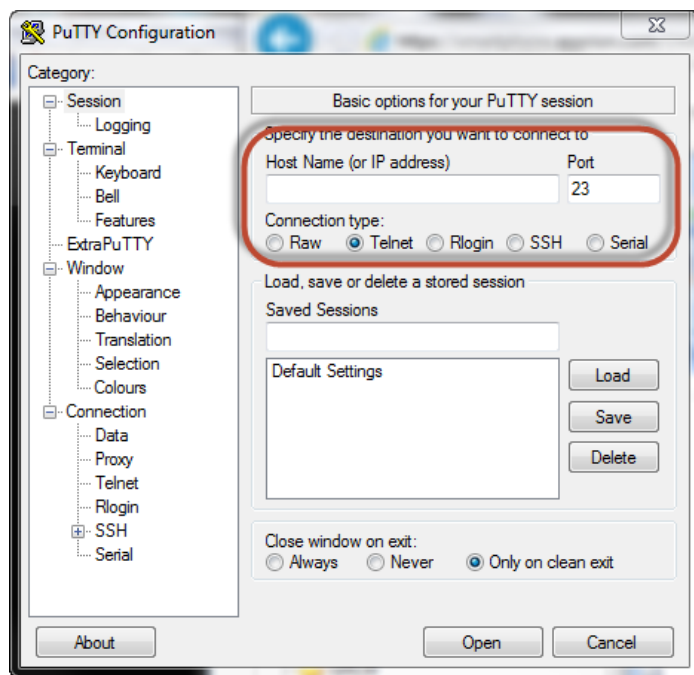 PuTTY Configuration
Category:
Session
Logging
Terminal
Keyboard
Bell
Features
ExtraPuTTY
Window
Appearance
Behaviour
Translation
Selection
Colours
Connection
Data
Proxy
Telnet
Rlogin
SSH
Serial
Basic options for your PuTTY session
Specify the destination you want to connect to
Host Name (or IP address) Port
23
Connection type:
Raw Telnet Rlogin SSH Serial
Load, save or delete a stored session
Saved Sessions
Default Settings
Load
Save
Delete
Close window on exit:
Always Never Only on clean exit
About Open Cancel